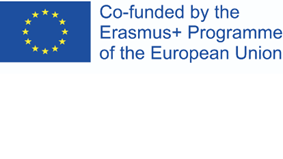 Co-funded by the
Erasmus+ Programme
of the European Union